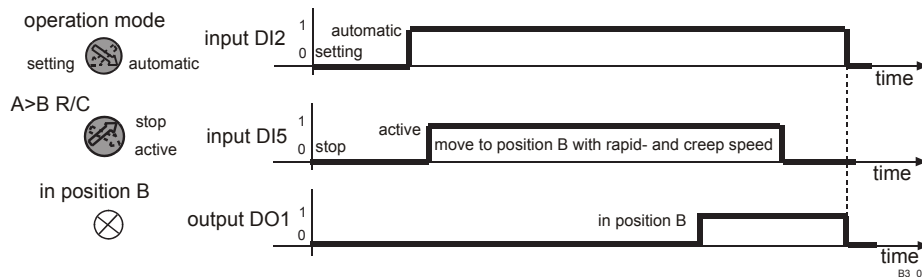 operation mode
setting automatic
input DI2
1
0
automatic
setting
time
A>B R/C
stop
active
input DI5
1
0
active
stop
move to position B with rapid- and creep speed
time
in position B
output DO1
1
0
in position B
time
B3_0